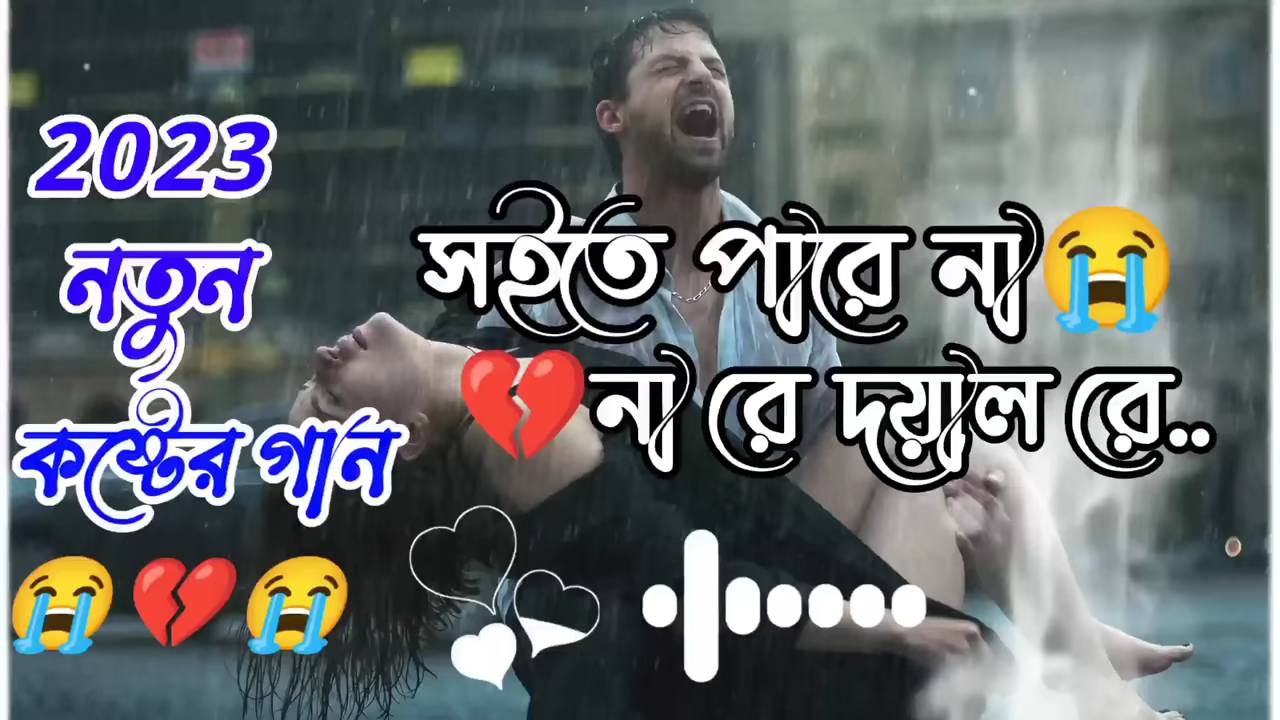 2023
নতুন
কষ্টের গান
সইতে পারে না😭
💔না রে দয়াল রে..
😭💔😭